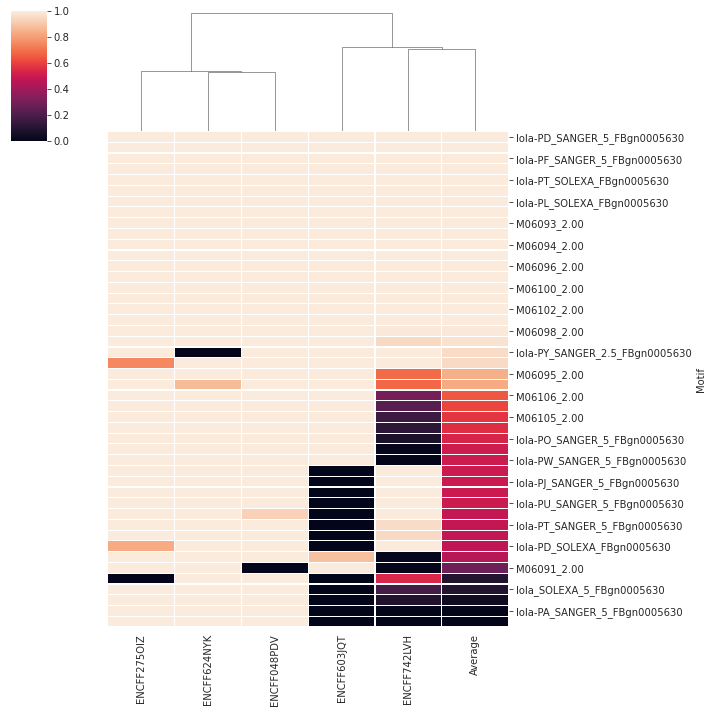 1.0
0.8
0.6
0.4
0.2
0.0
lola-PD_SANGER_5_FBgn0005630
lola-PF_SANGER_5_FBgn0005630
lola-PT_SOLEXA_FBgn0005630
lola-PL_SOLEXA_FBgn0005630
M06093_2.00
M06094_2.00
M06096_2.00
M06100_2.00
M06102_2.00
M06098_2.00
lola-PY_SANGER_2.5_FBgn0005630
M06095_2.00
M06106_2.00
M06105_2.00
lola-PO_SANGER_5_FBgn0005630
lola-PW_SANGER_5_FBgn0005630
lola-PJ_SANGER_5_FBgn0005630
lola-PU_SANGER_5_FBgn0005630
lola-PT_SANGER_5_FBgn0005630
lola-PD_SOLEXA_FBgn0005630
M06091_2.00
lola_SOLEXA_5_FBgn0005630
lola-PA_SANGER_5_FBgn0005630
Motif
ENCFF275OIZ
ENCFF624NYK
ENCFF048PDV
ENCFF603JQT
ENCFF742LVH
Average